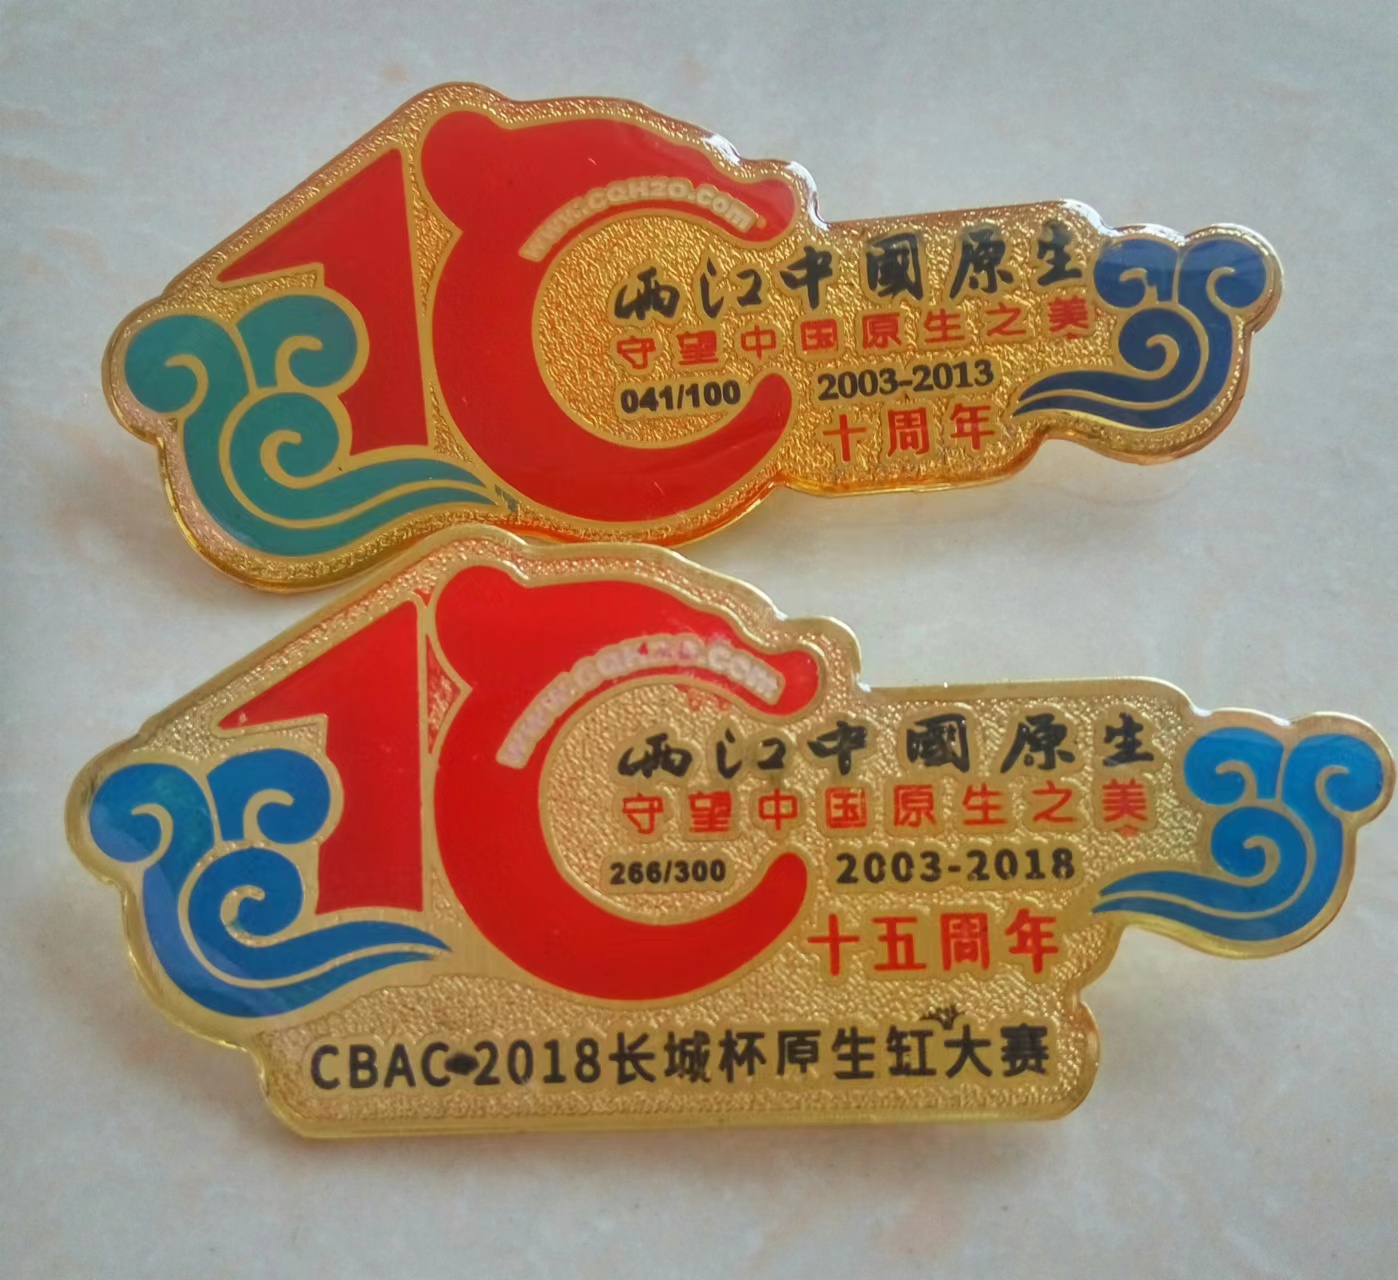 www.CQH2O.com
两江中國原生
守望中国原生之美
041/100
2003-2013
十周年
www.CQH2O.com
两江中國原生
守望中国原生之美
266/300
2003-2018
十五周年
CBAC•2018长城杯原生缸大赛